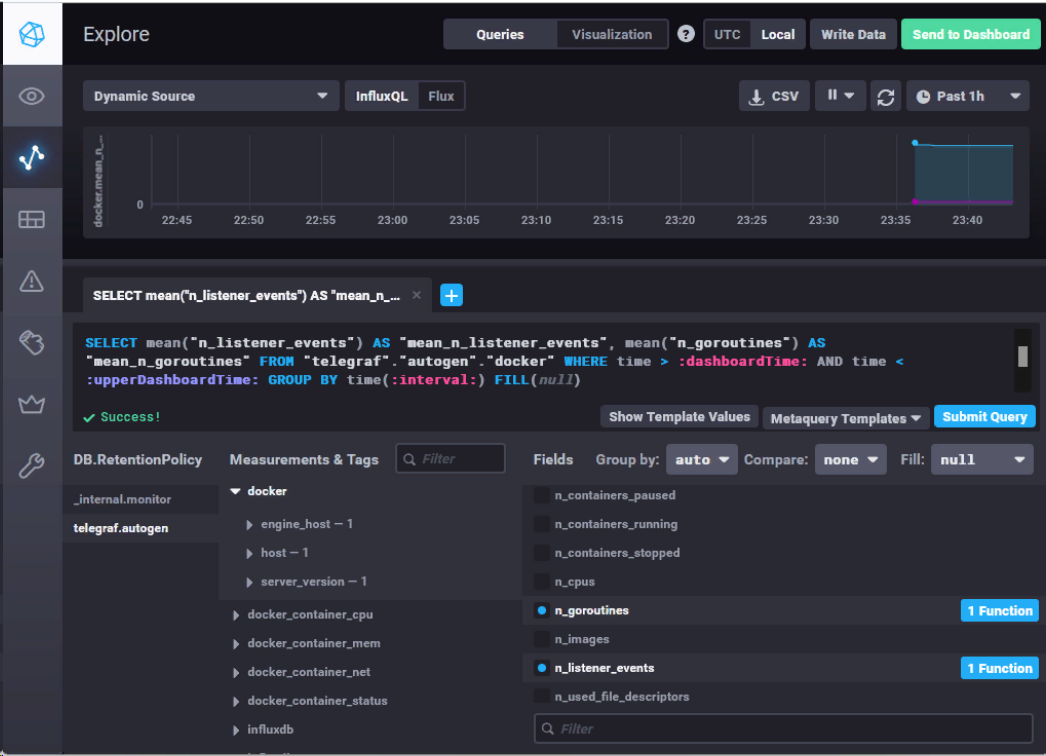 Explore
Queries Visualization ? UTC Local Write Data Send to Dashboard
Dynamic Source InfluxQL Flux CSV Past 1h
docker.mean_n_...
0
22:45 22:50 22:55 23:00 23:05 23:10 23:15 23:20 23:25 23:30 23:35 23:40
SELECT mean("n_listener_events") AS "mean_n_... × +
SELECT mean("n_listener_events") AS "mean_n_listener_events", mean("n_goroutines") AS
"mean_n_goroutines" FROM "telegraf"."autogen"."docker" WHERE time > :dashboardTime: AND time <
:upperDashboardTime: GROUP BY time(:interval:) FILL(null)
Success! Show Template Values Metaquery Templates Submit Query
DB.RetentionPolicy Measurements & Tags Filter Fields Group by: auto Compare: none Fill: null
_internal.monitor
telegraf.autogen
docker
engine_host — 1
host — 1
server_version — 1
docker_container_cpu
docker_container_mem
docker_container_net
docker_container_status
influxdb
n_containers_paused
n_containers_running
n_containers_stopped
n_cpus
n_goroutines 1 Function
n_images
n_listener_events 1 Function
n_used_file_descriptors
Filter